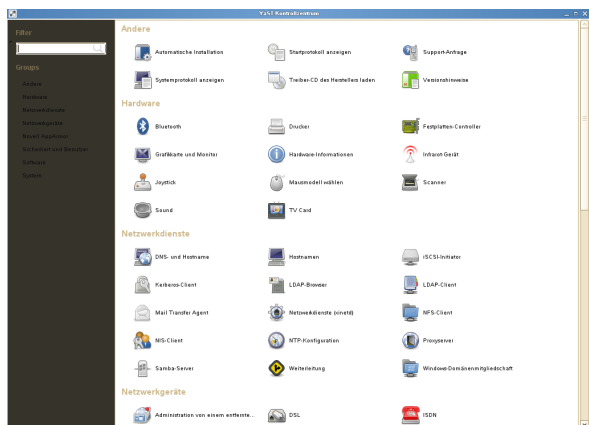 YaST Kontrollzentrum
Filter
Groups
Andere
Hardware
Netzwerkdienste
Netzwerkgeräte
Novell AppArmor
Sicherheit und Benutzer
Software
System
Andere
Automatische Installation
Startprotokoll anzeigen
Support-Anfrage
Systemprotokoll anzeigen
Treiber-CD des Herstellers laden
Versionshinweise
Hardware
Bluetooth
Drucker
Festplatten-Controller
Grafikkarte und Monitor
Hardware-Informationen
Infrarot-Gerät
Joystick
Mausmodell wählen
Scanner
Sound
TV Card
Netzwerkdienste
DNS- und Hostname
Hostnamen
iSCSI-Initiator
Kerberos-Client
LDAP-Browser
LDAP-Client
Mail Transfer Agent
Netzwerkdienste (xinetd)
NFS-Client
NIS-Client
NTP-Konfiguration
Proxyserver
Samba-Server
Weiterleitung
Windows-Domänenmitgliedschaft
Netzwerkgeräte
Administration von einem entfernte...
DSL
ISDN